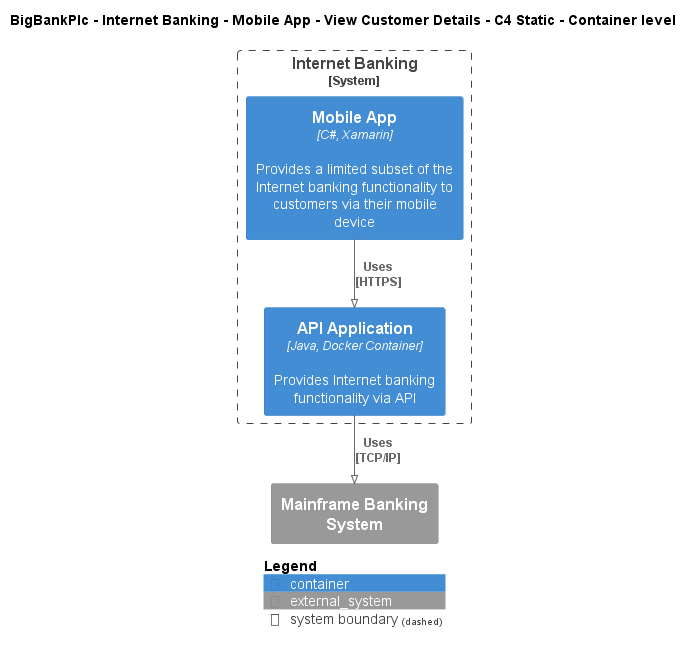 BigBankPlc - Internet Banking - Mobile App - View Customer Details - C4 Static - Container level
Internet Banking
[System]
Mobile App
[C#, Xamarin]
Provides a limited subset of the
Internet banking functionality to
customers via their mobile
device
Uses
[HTTPS]
API Application
[Java, Docker Container]
Provides Internet banking
functionality via API
Uses
[TCP/IP]
Mainframe Banking
System
Legend
container
external_system
system boundary (dashed)